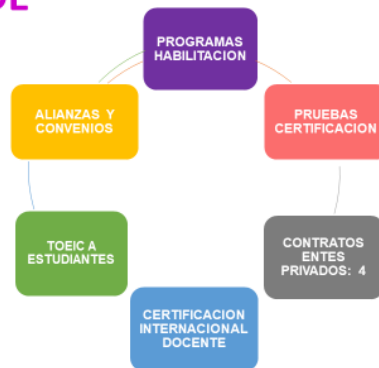 PROGRAMAS
HABILITACION
PRUEBAS
CERTIFICACION
CONTRATOS
ENTES
PRIVADOS: 4
CERTIFICACION
INTERNACIONAL
DOCENTE
TOEIC A
ESTUDIANTES
ALIANZAS Y
CONVENIOS